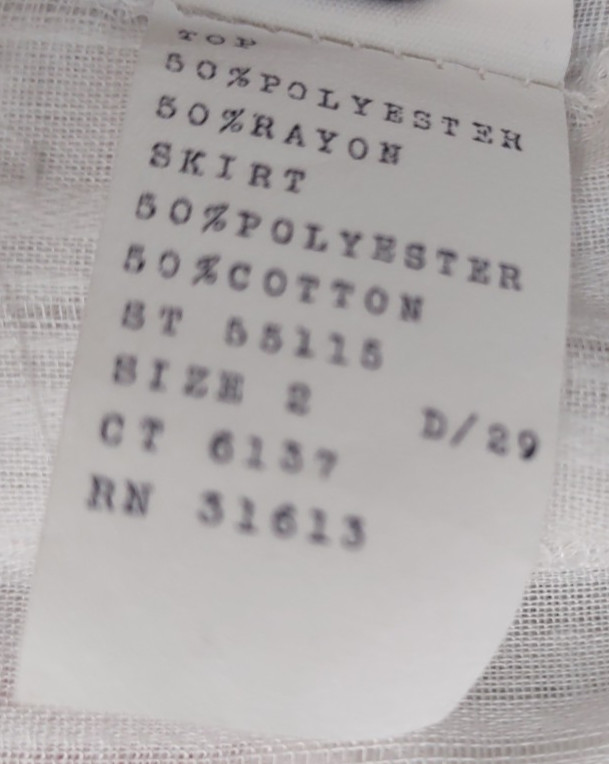 TOP
50%POLYESTER
50%RAYON
SKIRT
50%POLYESTER
50%COTTON
ST 55115
SIZE 2 D/29
CT 6137
RN 31613